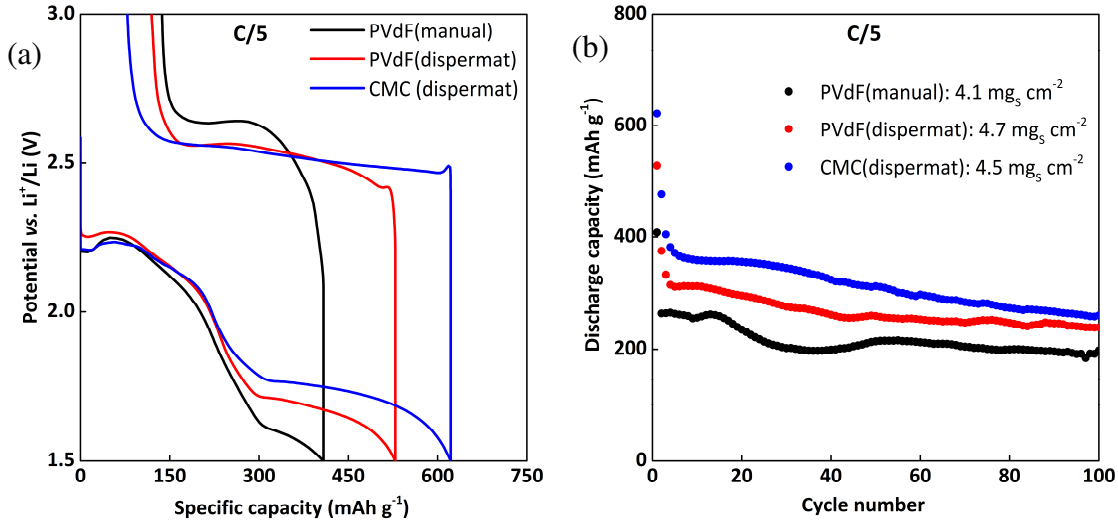 (a)
C/5
PVdF(manual)
PVdF(dispermat)
CMC (dispermat)
3.0
2.5
2.0
1.5
Potential vs. Li⁺/Li (V)
0 150 300 450 600 750
Specific capacity (mAh g⁻¹)
(b)
C/5
PVdF(manual): 4.1 mgₛ cm⁻²
PVdF(dispermat): 4.7 mgₛ cm⁻²
CMC(dispermat): 4.5 mgₛ cm⁻²
800
600
400
200
0
Discharge capacity (mAh g⁻¹)
0 20 40 60 80 100
Cycle number